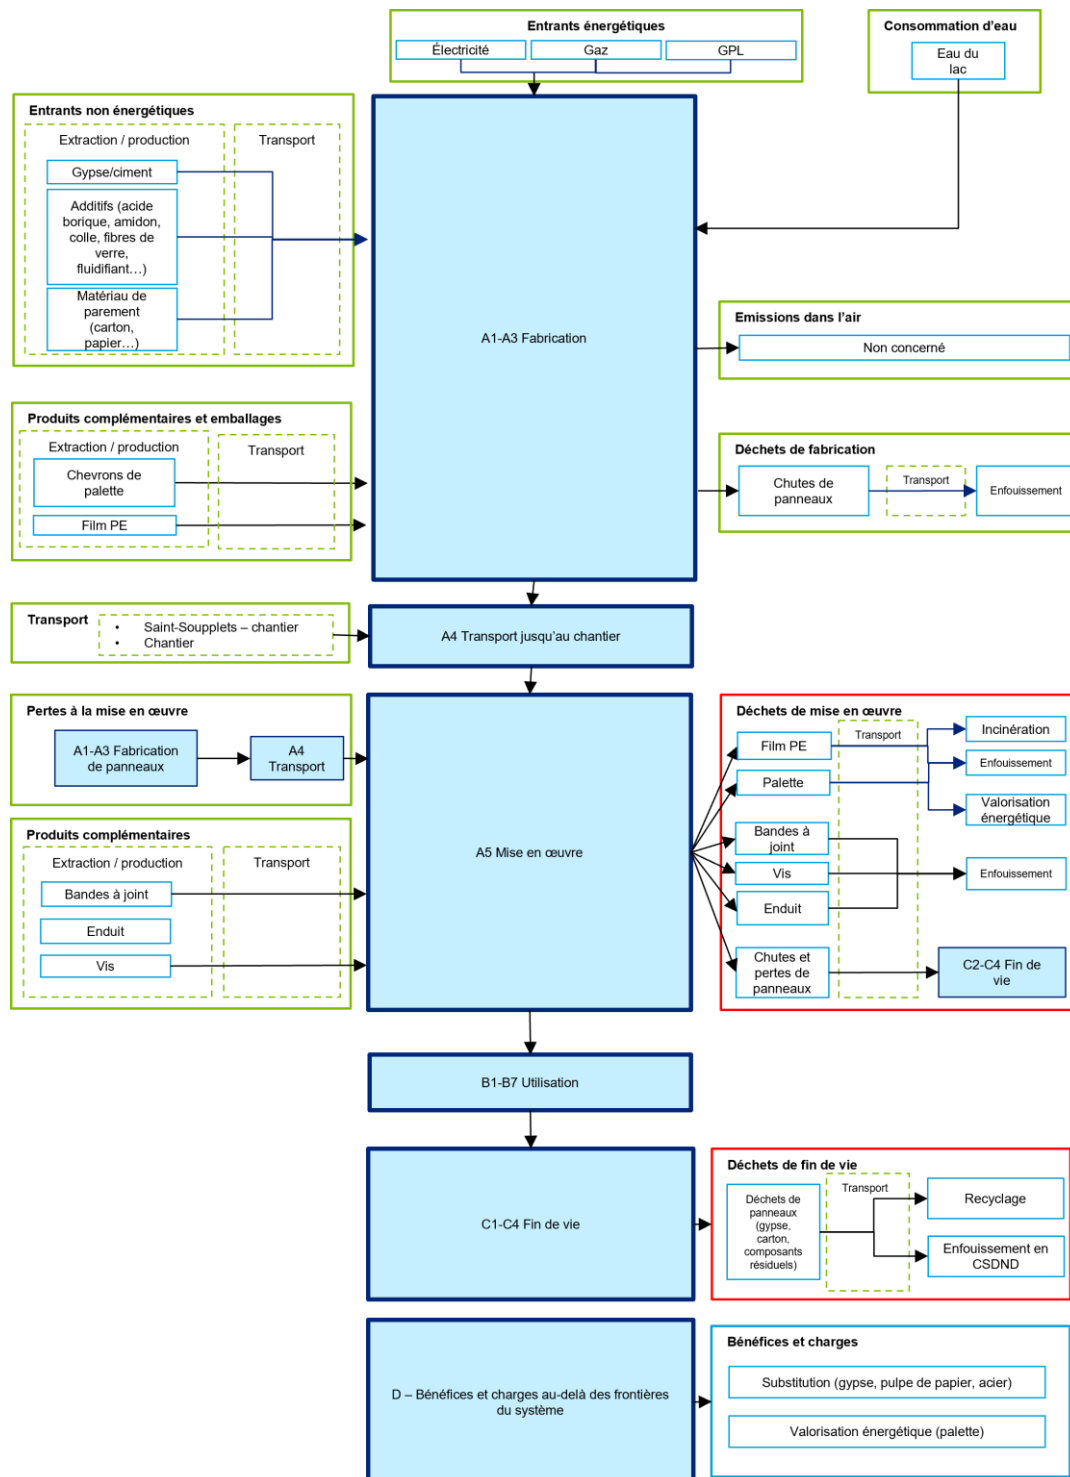 Entrants énergétiques
Électricité
Gaz
GPL
Consommation d'eau
Eau du
lac
Entrants non énergétiques
Extraction / production
Transport
Gypse/ciment
Additifs (acide
borique, amidon,
colle, fibres de
verre,
fluidifiant…)
Matériau de
parement
(carton,
papier…)
A1-A3 Fabrication
Emissions dans l'air
Non concerné
Produits complémentaires et emballages
Extraction / production
Transport
Chevrons de
palette
Film PE
Déchets de fabrication
Chutes de
panneaux
Transport
Enfouissement
Transport
• Saint-Soupplets – chantier
• Chantier
A4 Transport jusqu'au chantier
Pertes à la mise en œuvre
A1-A3 Fabrication
de panneaux
A4
Transport
Produits complémentaires
Extraction / production
Transport
Bandes à joint
Enduit
Vis
A5 Mise en œuvre
Déchets de mise en œuvre
Transport
Film PE
Palette
Incinération
Enfouissement
Valorisation
énergétique
Bandes à
joint
Vis
Enduit
Enfouissement
Chutes et
pertes de
panneaux
C2-C4 Fin de
vie
B1-B7 Utilisation
C1-C4 Fin de vie
Déchets de fin de vie
Déchets de
panneaux
(gypse,
carton,
composants
résiduels)
Transport
Recyclage
Enfouissement en
CSDND
D – Bénéfices et charges au-delà des frontières
du système
Bénéfices et charges
Substitution (gypse, pulpe de papier, acier)
Valorisation énergétique (palette)